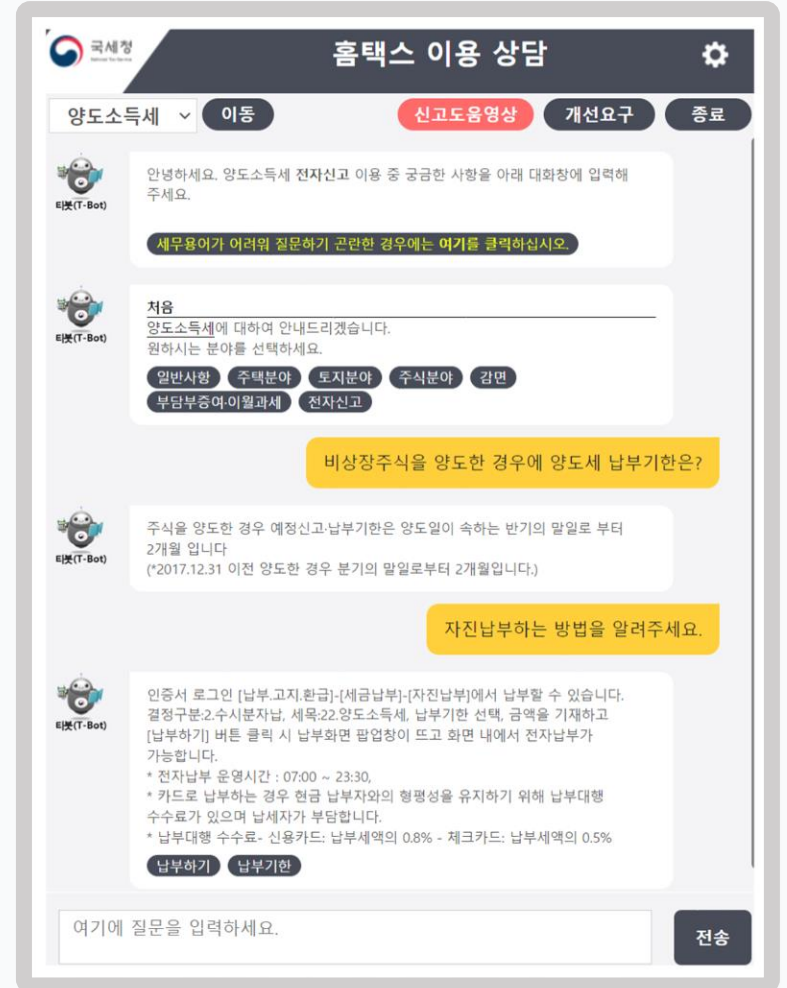 국세청
홈택스 이용 상담
양도소득세 이동 신고도움영상 개선요구 종료
안녕하세요. 양도소득세 전자신고 이용 중 궁금한 사항을 아래 대화창에 입력해
주세요.
티봇(T-Bot)
세무용어가 어려워 질문하기 곤란한 경우에는 여기를 클릭하십시오.
처음
양도소득세에 대하여 안내드리겠습니다.
티봇(T-Bot)
원하시는 분야를 선택하세요.
일반사항 주택분야 토지분야 주식분야 감면
부담부증여·이월과세 전자신고
비상장주식을 양도한 경우에 양도세 납부기한은?
주식을 양도한 경우 예정신고·납부기한은 양도일이 속하는 반기의 말일로 부터
2개월 입니다
티봇(T-Bot)
(*2017.12.31 이전 양도한 경우 분기의 말일로부터 2개월입니다.)
자진납부하는 방법을 알려주세요.
인증서 로그인 [납부.고지.환급]-[세금납부]-[자진납부]에서 납부할 수 있습니다.
결정구분:2.수시분자납, 세목:22.양도소득세, 납부기한 선택, 금액을 기재하고
티봇(T-Bot)
[납부하기] 버튼 클릭 시 납부화면 팝업창이 뜨고 화면 내에서 전자납부가
가능합니다.
* 전자납부 운영시간 : 07:00 ~ 23:30,
* 카드로 납부하는 경우 현금 납부자와의 형평성을 유지하기 위해 납부대행
수수료가 있으며 납세자가 부담합니다.
* 납부대행 수수료- 신용카드: 납부세액의 0.8% - 체크카드: 납부세액의 0.5%
납부하기 납부기한
여기에 질문을 입력하세요.
전송